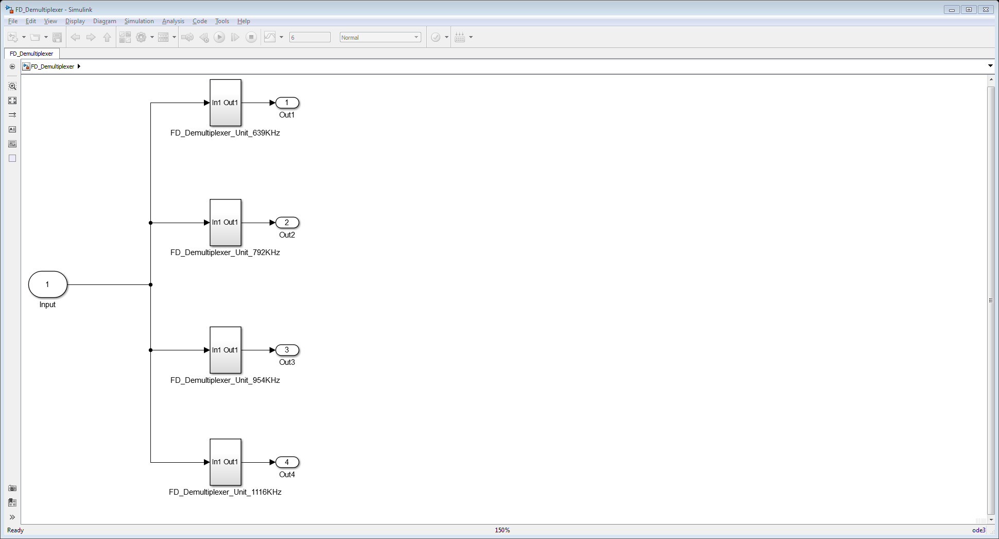 FD_Demultiplexer - Simulink
File Edit View Display Diagram Simulation Analysis Code Tools Help
6 Normal
FD_Demultiplexer
FD_Demultiplexer
In1 Out1
1
Out1
FD_Demultiplexer_Unit_639KHz
In1 Out1
2
Out2
FD_Demultiplexer_Unit_792KHz
1
Input
In1 Out1
3
Out3
FD_Demultiplexer_Unit_954KHz
In1 Out1
4
Out4
FD_Demultiplexer_Unit_1116KHz
Ready 150% ode3